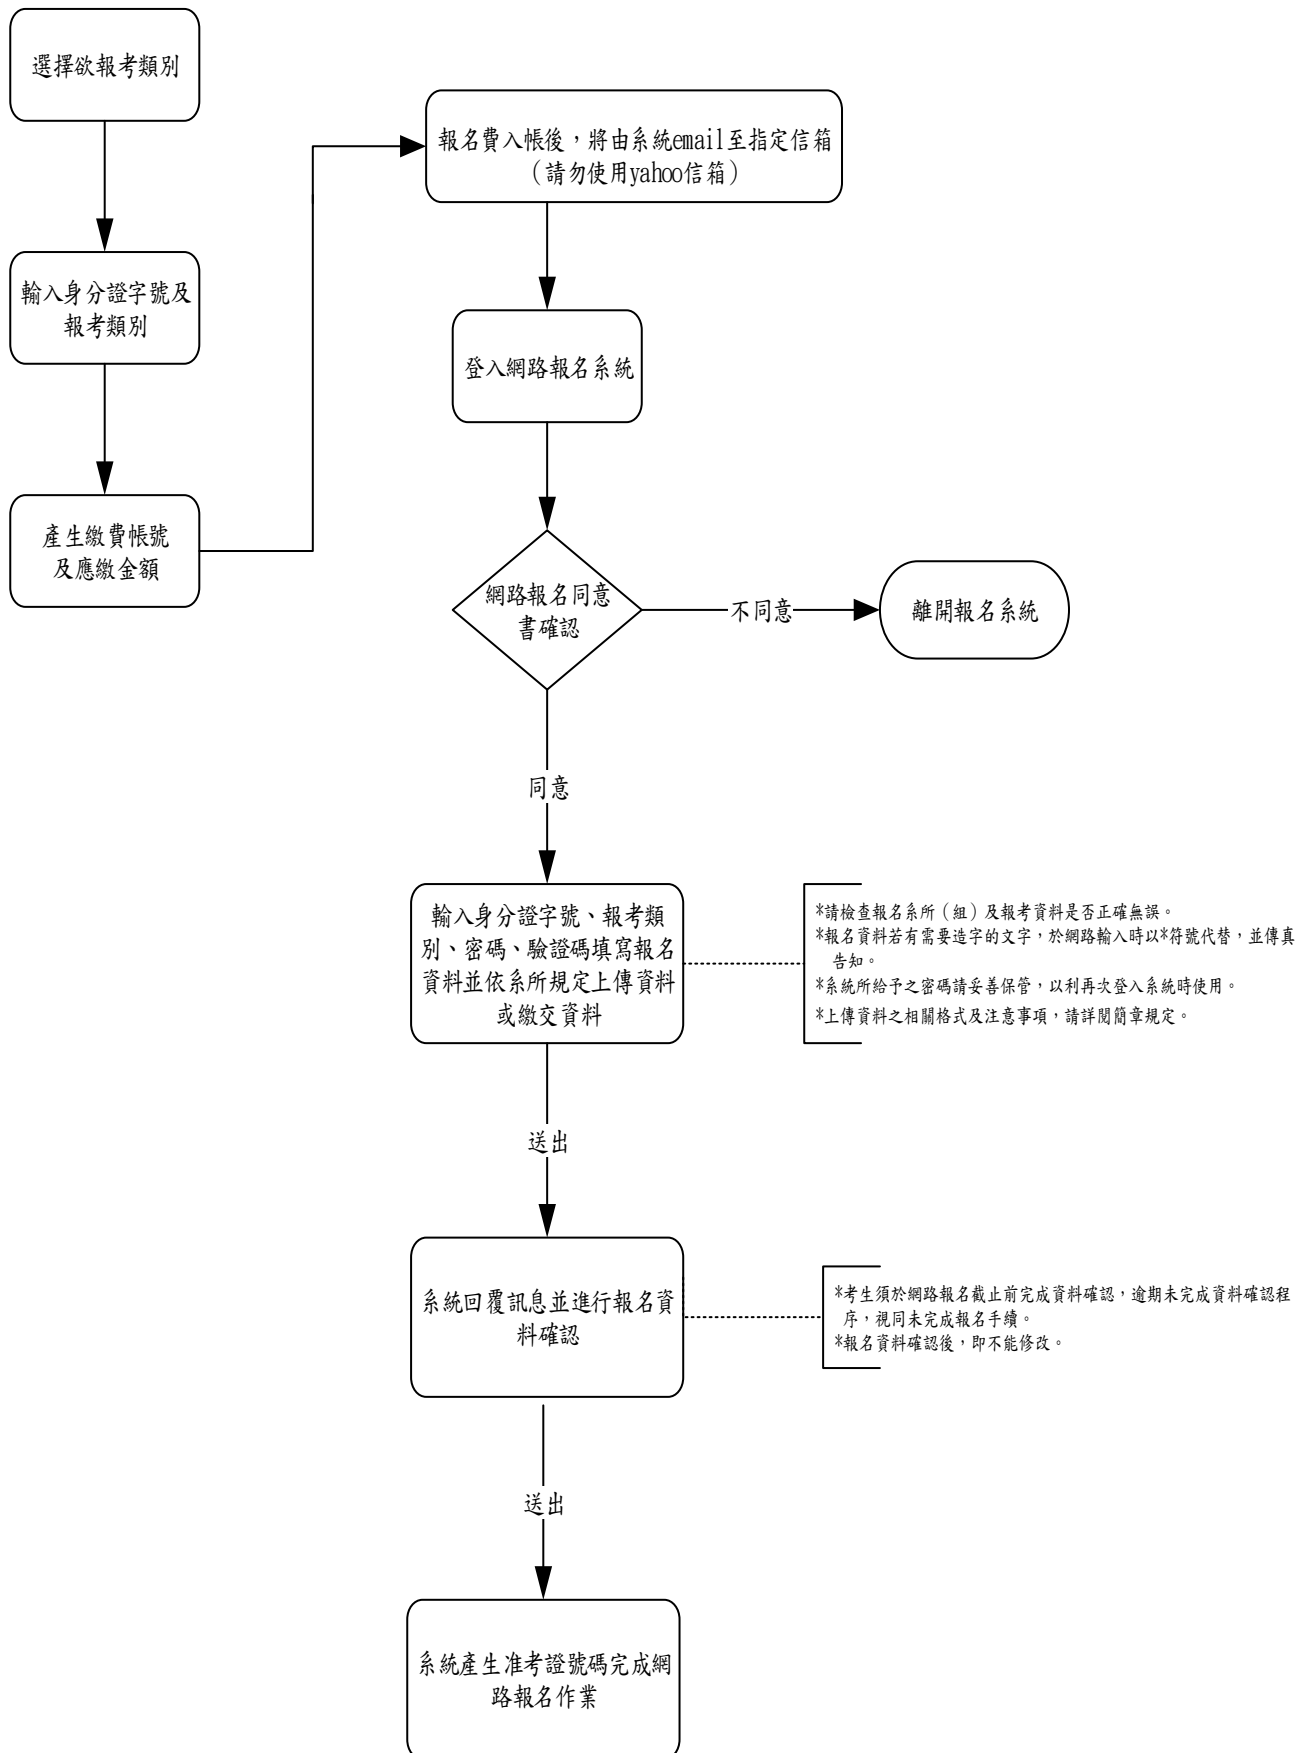 選擇欲報考類別
輸入身分證字號及
報考類別
產生繳費帳號
及應繳金額
報名費入帳後，將由系統email至指定信箱
（請勿使用yahoo信箱）
登入網路報名系統
網路報名同意
書確認
不同意
離開報名系統
同意
輸入身分證字號、報考類
別、密碼、驗證碼填寫報名
資料並依系所規定上傳資料
或繳交資料
*請檢查報名系所（組）及報考資料是否正確無誤。
*報名資料若有需要造字的文字，於網路輸入時以*符號代替，並傳真
告知。
*系統所給予之密碼請妥善保管，以利再次登入系統時使用。
*上傳資料之相關格式及注意事項，請詳閱簡章規定。
送出
系統回覆訊息並進行報名資
料確認
*考生須於網路報名截止前完成資料確認，逾期未完成資料確認程
序，視同未完成報名手續。
*報名資料確認後，即不能修改。
送出
系統產生准考證號碼完成網
路報名作業